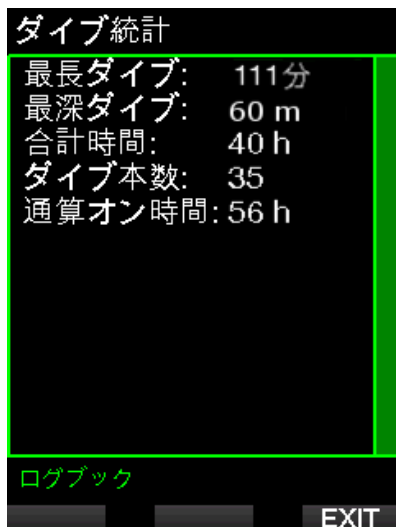 ダイブ統計
最長ダイブ: 111分
最深ダイブ: 60 m
合計時間: 40 h
ダイブ本数: 35
通算オン時間: 56 h
ログブック
EXIT